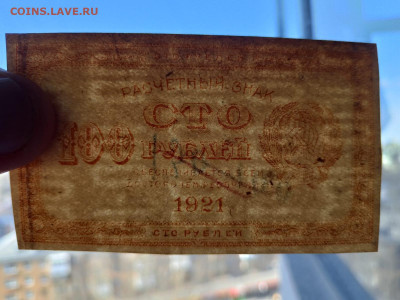 COINS.LAVE.RU
РАСЧЕТНЫЙ ЗНАК
СТО
100 РУБЛЕЙ
1921
СТО РУБЛЕЙ